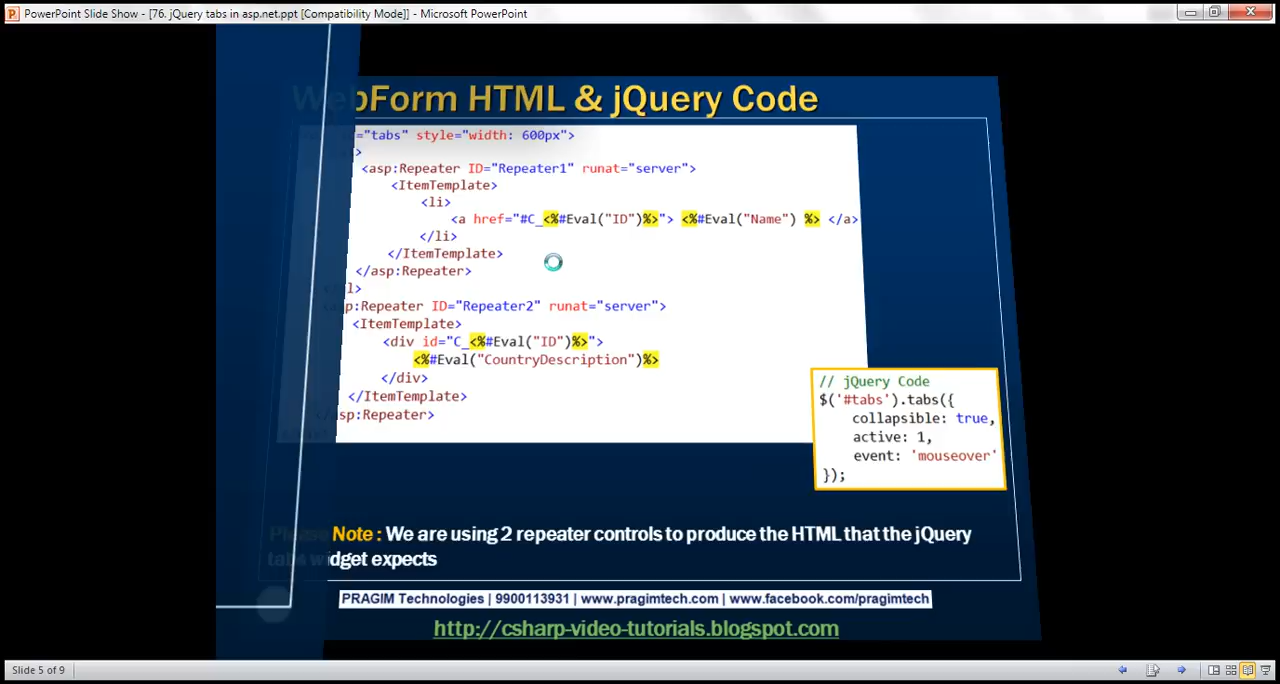 PowerPoint Slide Show - [76. jQuery tabs in asp.net.ppt [Compatibility Mode]] - Microsoft PowerPoint
WebForm HTML & jQuery Code
="tabs" style="width: 600px">
>
<asp:Repeater ID="Repeater1" runat="server">
<ItemTemplate>
<li>
<a href="#C_<%#Eval("ID")%>"> <%#Eval("Name") %> </a>
</li>
</ItemTemplate>
</asp:Repeater>
l>
sp:Repeater ID="Repeater2" runat="server">
<ItemTemplate>
<div id="C_<%#Eval("ID")%>">
<%#Eval("CountryDescription")%>
</div>
</ItemTemplate>
sp:Repeater>
// jQuery Code
$('#tabs').tabs({
collapsible: true,
active: 1,
event: 'mouseover'
});
Please Note : We are using 2 repeater controls to produce the HTML that the jQuery
tabs widget expects
PRAGIM Technologies | 9900113931 | www.pragimtech.com | www.facebook.com/pragimtech
http://csharp-video-tutorials.blogspot.com
Slide 5 of 9